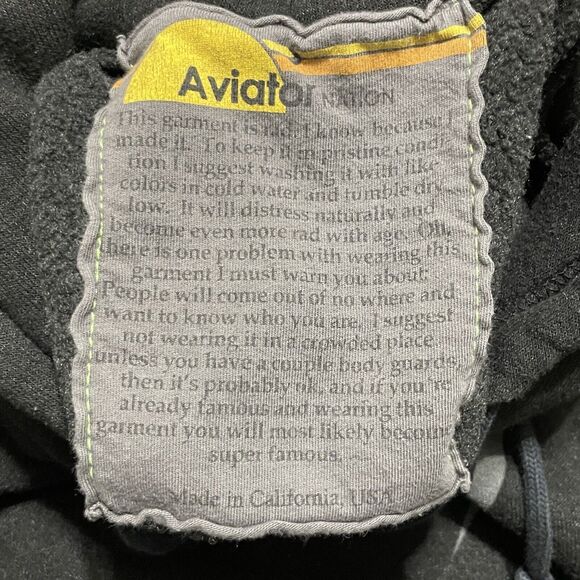 Aviator NATION
This garment is rad. I know because I
made it. To keep it in pristine condi-
tion I suggest washing it with like
colors in cold water and tumble dry
low. It will distress naturally and
become even more rad with age. Oh,
there is one problem with wearing this
garment I must warn you about:
People will come out of no where and
want to know who you are. I suggest
not wearing it in a crowded place
unless you have a couple body guards,
then it's probably ok, and if you're
already famous and wearing this
garment you will most likely become
super famous.
Made in California, USA